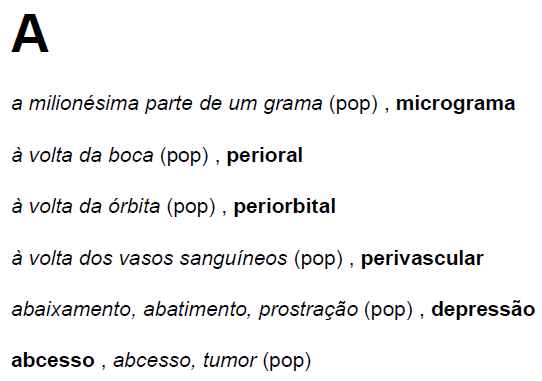 A
a milionésima parte de um grama (pop) , micrograma
à volta da boca (pop) , perioral
à volta da órbita (pop) , periorbital
à volta dos vasos sanguíneos (pop) , perivascular
abaixamento, abatimento, prostração (pop) , depressão
abcesso , abcesso, tumor (pop)